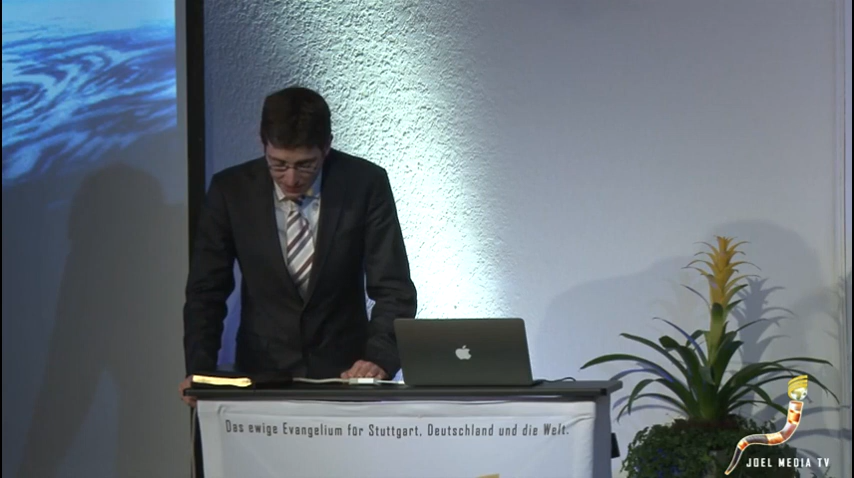 Das ewige Evangelium für Stuttgart, Deutschland und die Welt.
JOEL MEDIA TV